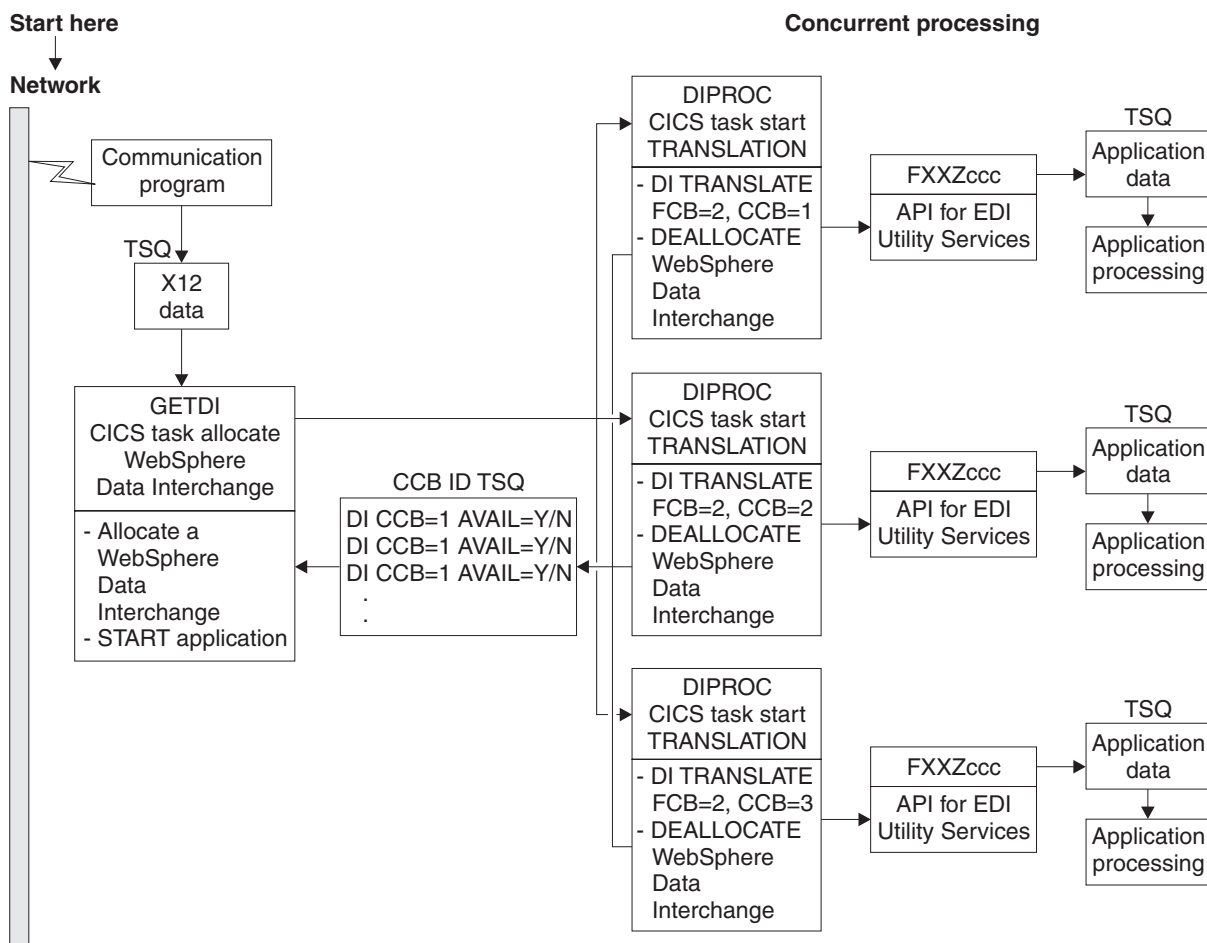 Start here
Network
Communication
program
TSQ
X12
data
GETDI
CICS task allocate
WebSphere
Data Interchange
- Allocate a
WebSphere
Data
Interchange
- START application
CCB ID TSQ
DI CCB=1 AVAIL=Y/N
DI CCB=1 AVAIL=Y/N
DI CCB=1 AVAIL=Y/N
.
.
Concurrent processing
DIPROC
CICS task start
TRANSLATION
- DI TRANSLATE
FCB=2, CCB=1
- DEALLOCATE
WebSphere
Data
Interchange
FXXZccc
API for EDI
Utility Services
TSQ
Application
data
Application
processing
DIPROC
CICS task start
TRANSLATION
- DI TRANSLATE
FCB=2, CCB=2
- DEALLOCATE
WebSphere
Data
Interchange
FXXZccc
API for EDI
Utility Services
TSQ
Application
data
Application
processing
DIPROC
CICS task start
TRANSLATION
- DI TRANSLATE
FCB=2, CCB=3
- DEALLOCATE
WebSphere
Data
Interchange
FXXZccc
API for EDI
Utility Services
TSQ
Application
data
Application
processing